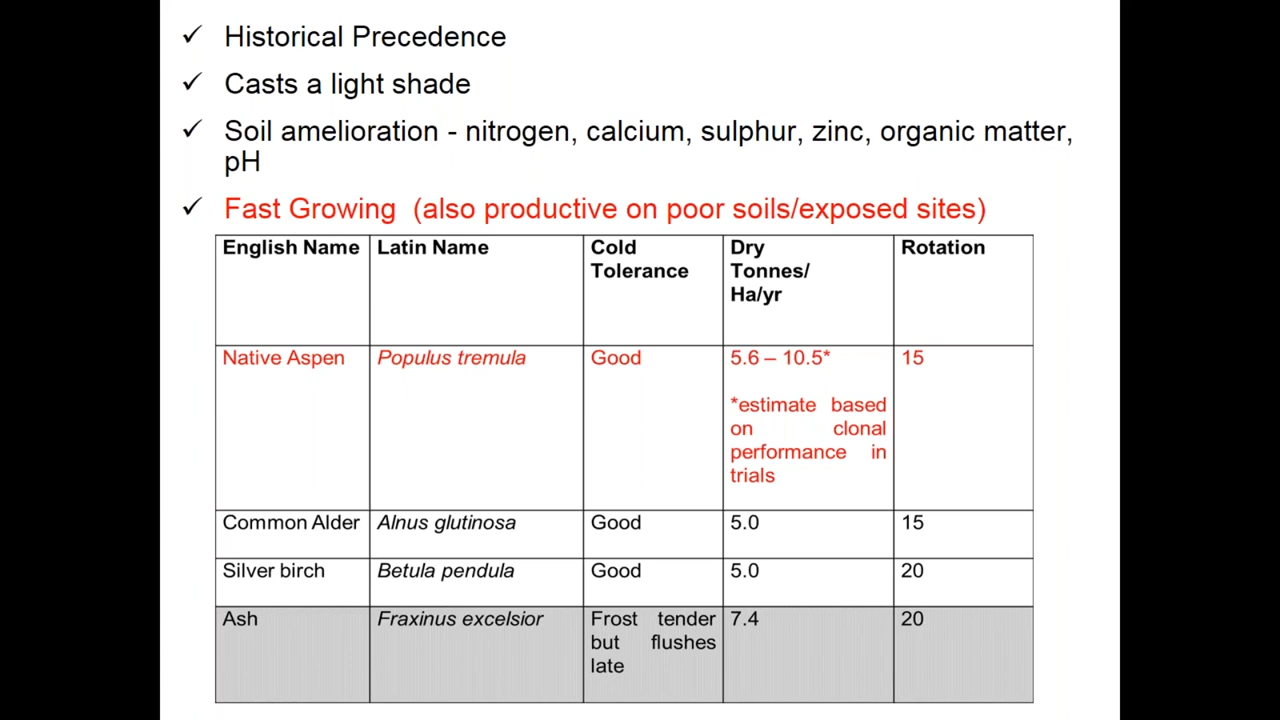 ✓ Historical Precedence
✓ Casts a light shade
✓ Soil amelioration - nitrogen, calcium, sulphur, zinc, organic matter,
pH
✓ Fast Growing (also productive on poor soils/exposed sites)
English Name Latin Name Cold Dry Rotation
Tolerance Tonnes/
Ha/yr
Native Aspen Populus tremula Good 5.6 – 10.5* 15
*estimate based
on clonal
performance in
trials
Common Alder Alnus glutinosa Good 5.0 15
Silver birch Betula pendula Good 5.0 20
Ash Fraxinus excelsior Frost tender 7.4 20
but flushes
late